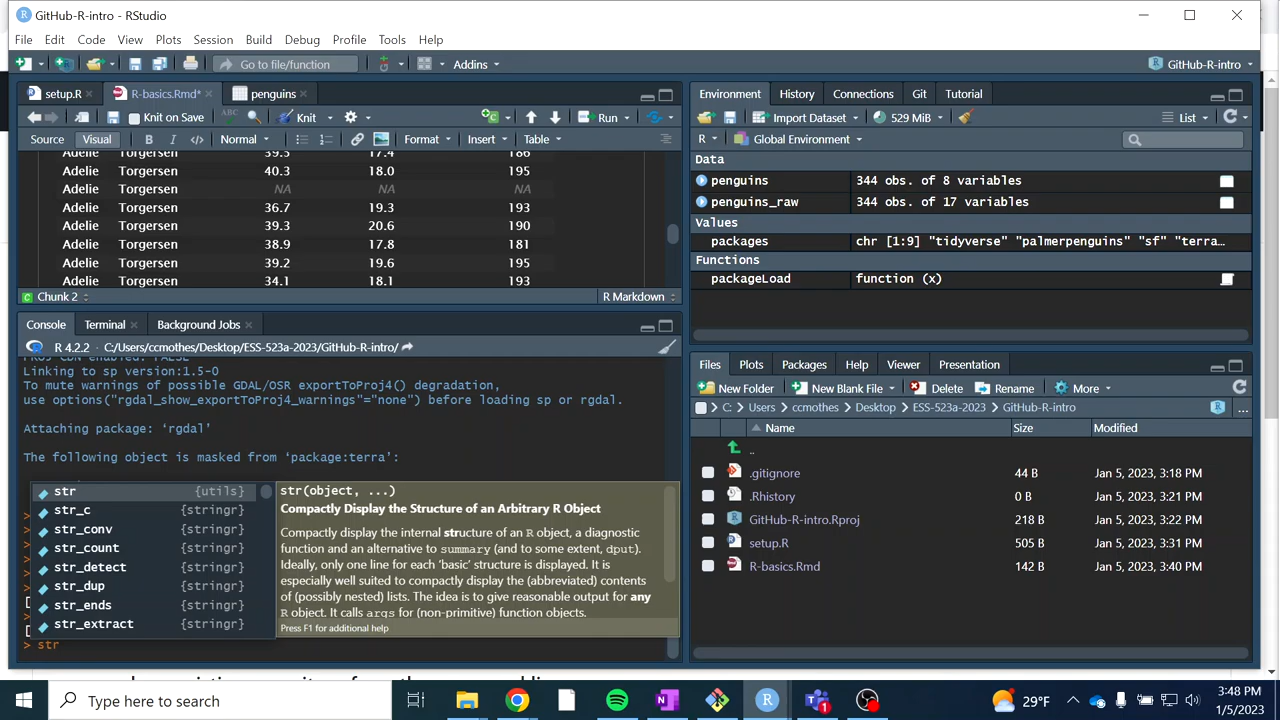 GitHub-R-intro - RStudio
File Edit Code View Plots Session Build Debug Profile Tools Help
Go to file/function Addins GitHub-R-intro
setup.R R-basics.Rmd* penguins
Knit on Save Knit Run
Source Visual B I </> Normal Format Insert Table
Adelie Torgersen 39.5 17.4 186
Adelie Torgersen 40.3 18.0 195
Adelie Torgersen NA NA NA
Adelie Torgersen 36.7 19.3 193
Adelie Torgersen 39.3 20.6 190
Adelie Torgersen 38.9 17.8 181
Adelie Torgersen 39.2 19.6 195
Adelie Torgersen 34.1 18.1 193
Chunk 2 R Markdown
Console Terminal Background Jobs
R 4.2.2 · C:/Users/ccmothes/Desktop/ESS-523a-2023/GitHub-R-intro/
PROJ CDN enabled: FALSE
Linking to sp version:1.5-0
To mute warnings of possible GDAL/OSR exportToProj4() degradation,
use options("rgdal_show_exportToProj4_warnings"="none") before loading sp or rgdal.
Attaching package: ‘rgdal’
The following object is masked from ‘package:terra’:
str {utils}
str_c {stringr}
str_conv {stringr}
str_count {stringr}
str_detect {stringr}
str_dup {stringr}
str_ends {stringr}
str_extract {stringr}
str(object, ...)
Compactly Display the Structure of an Arbitrary R Object
Compactly display the internal structure of an R object, a diagnostic
function and an alternative to summary (and to some extent, dput).
Ideally, only one line for each ‘basic’ structure is displayed. It is
especially well suited to compactly display the (abbreviated) contents
of (possibly nested) lists. The idea is to give reasonable output for any
R object. It calls args for (non-primitive) function objects.
Press F1 for additional help
> str
Environment History Connections Git Tutorial
Import Dataset 529 MiB List
R Global Environment
Data
penguins 344 obs. of 8 variables
penguins_raw 344 obs. of 17 variables
Values
packages chr [1:9] "tidyverse" "palmerpenguins" "sf" "terra…
Functions
packageLoad function (x)
Files Plots Packages Help Viewer Presentation
New Folder New Blank File Delete Rename More
C: Users ccmothes Desktop ESS-523a-2023 GitHub-R-intro ...
Name Size Modified
..
.gitignore 44 B Jan 5, 2023, 3:18 PM
.Rhistory 0 B Jan 5, 2023, 3:21 PM
GitHub-R-intro.Rproj 218 B Jan 5, 2023, 3:22 PM
setup.R 505 B Jan 5, 2023, 3:31 PM
R-basics.Rmd 142 B Jan 5, 2023, 3:40 PM
Type here to search
29°F
3:48 PM
1/5/2023